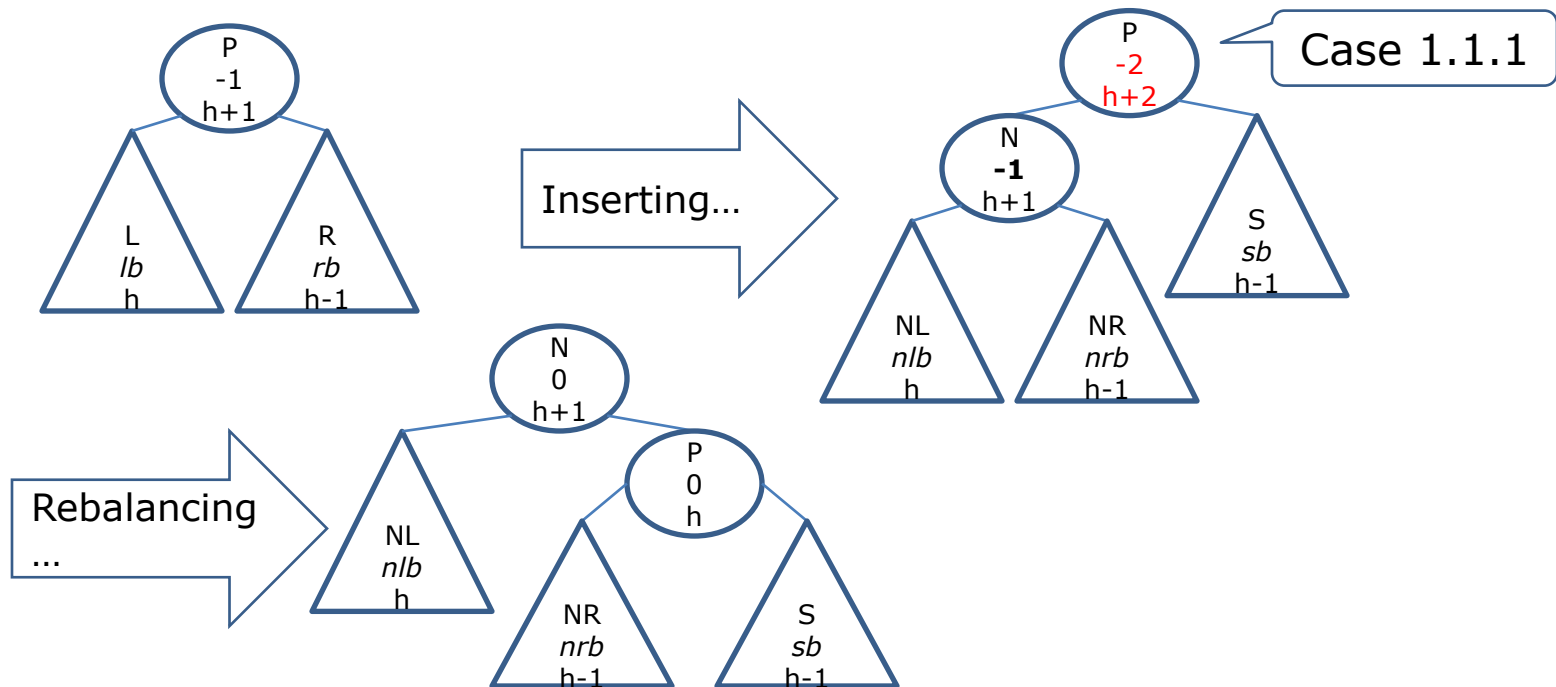 P
-1
h+1
L
lb
h
R
rb
h-1
Inserting…
P
-2
h+2
Case 1.1.1
N
-1
h+1
S
sb
h-1
NL
nlb
h
NR
nrb
h-1
Rebalancing
…
N
0
h+1
P
0
h
NL
nlb
h
NR
nrb
h-1
S
sb
h-1